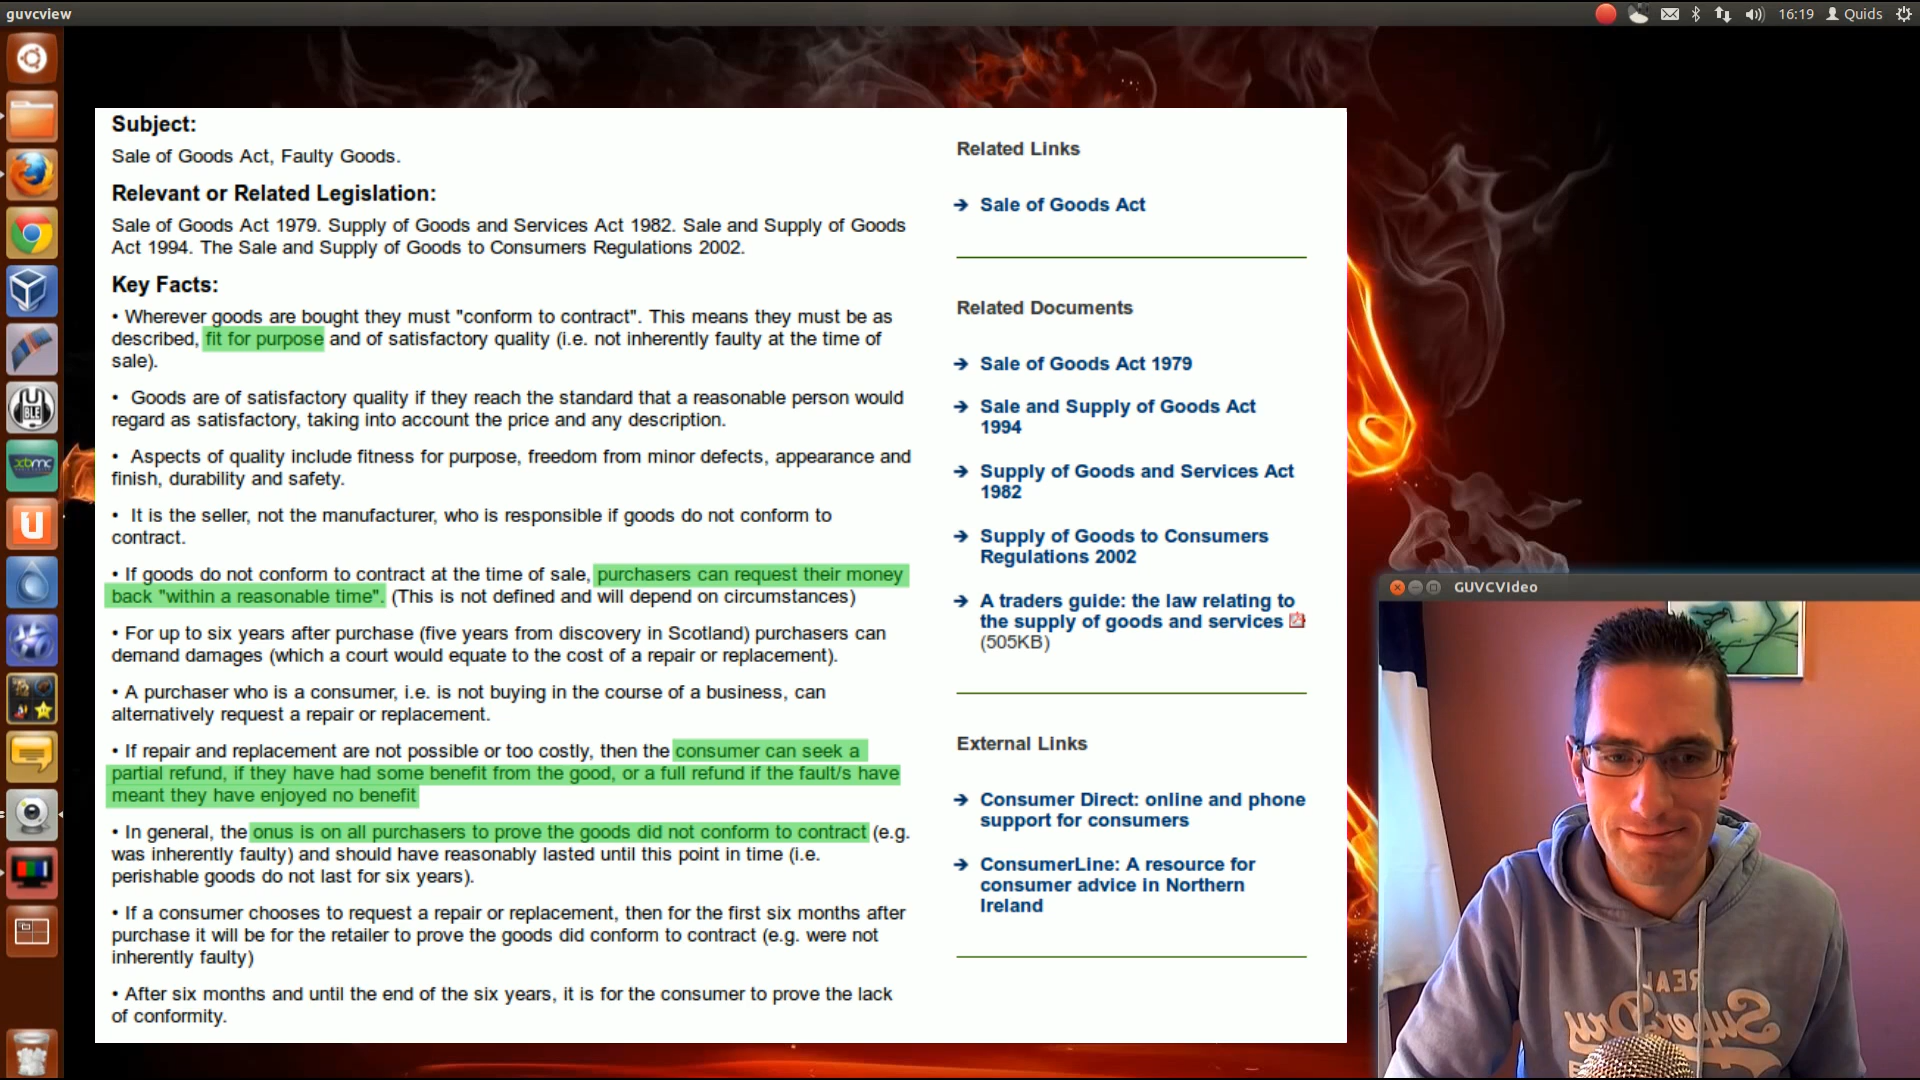 guvcview
16:19 Quids
Subject:
Sale of Goods Act, Faulty Goods.
Relevant or Related Legislation:
Sale of Goods Act 1979. Supply of Goods and Services Act 1982. Sale and Supply of Goods
Act 1994. The Sale and Supply of Goods to Consumers Regulations 2002.
Key Facts:
• Wherever goods are bought they must "conform to contract". This means they must be as
described, fit for purpose and of satisfactory quality (i.e. not inherently faulty at the time of
sale).
• Goods are of satisfactory quality if they reach the standard that a reasonable person would
regard as satisfactory, taking into account the price and any description.
• Aspects of quality include fitness for purpose, freedom from minor defects, appearance and
finish, durability and safety.
• It is the seller, not the manufacturer, who is responsible if goods do not conform to
contract.
• If goods do not conform to contract at the time of sale, purchasers can request their money
back "within a reasonable time". (This is not defined and will depend on circumstances)
• For up to six years after purchase (five years from discovery in Scotland) purchasers can
demand damages (which a court would equate to the cost of a repair or replacement).
• A purchaser who is a consumer, i.e. is not buying in the course of a business, can
alternatively request a repair or replacement.
• If repair and replacement are not possible or too costly, then the consumer can seek a
partial refund, if they have had some benefit from the good, or a full refund if the fault/s have
meant they have enjoyed no benefit
• In general, the onus is on all purchasers to prove the goods did not conform to contract (e.g.
was inherently faulty) and should have reasonably lasted until this point in time (i.e.
perishable goods do not last for six years).
• If a consumer chooses to request a repair or replacement, then for the first six months after
purchase it will be for the retailer to prove the goods did conform to contract (e.g. were not
inherently faulty)
• After six months and until the end of the six years, it is for the consumer to prove the lack
of conformity.
Related Links
Sale of Goods Act
Related Documents
Sale of Goods Act 1979
Sale and Supply of Goods Act
1994
Supply of Goods and Services Act
1982
Supply of Goods to Consumers
Regulations 2002
A traders guide: the law relating to
the supply of goods and services
(505KB)
External Links
Consumer Direct: online and phone
support for consumers
ConsumerLine: A resource for
consumer advice in Northern
Ireland
GUVCVideo
REAL
SuperDry
xbmc
U
BLE